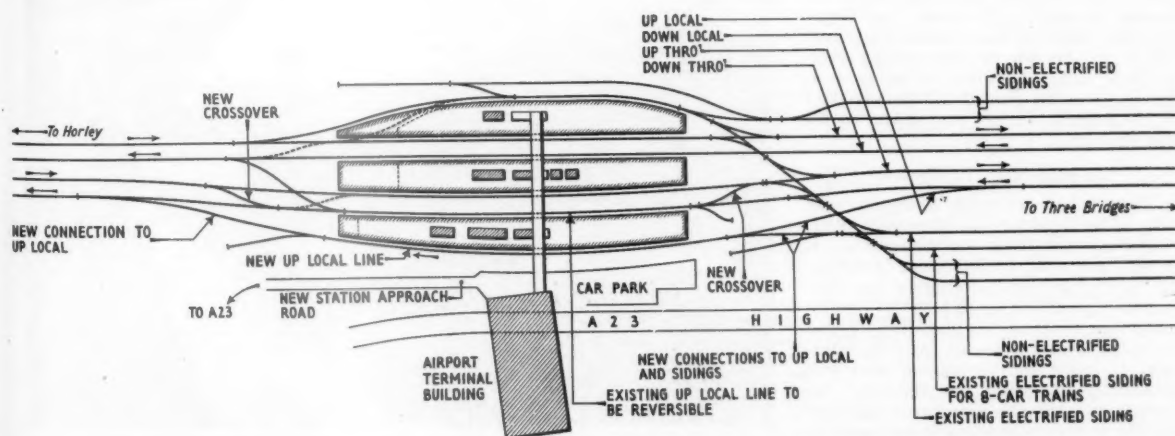 UP LOCAL
DOWN LOCAL
UP THRO'
DOWN THRO'
NON-ELECTRIFIED
SIDINGS
NEW
CROSSOVER
To Horley
NEW CONNECTION TO
UP LOCAL
NEW UP LOCAL LINE
To Three Bridges
NEW
CROSSOVER
CAR PARK
NEW STATION APPROACH
ROAD
TO A23
A 2 3 HIGHWAY
AIRPORT
TERMINAL
BUILDING
NEW CONNECTIONS TO UP LOCAL
AND SIDINGS
EXISTING UP LOCAL LINE TO
BE REVERSIBLE
NON-ELECTRIFIED
SIDINGS
EXISTING ELECTRIFIED SIDING
FOR 8-CAR TRAINS
EXISTING ELECTRIFIED SIDING